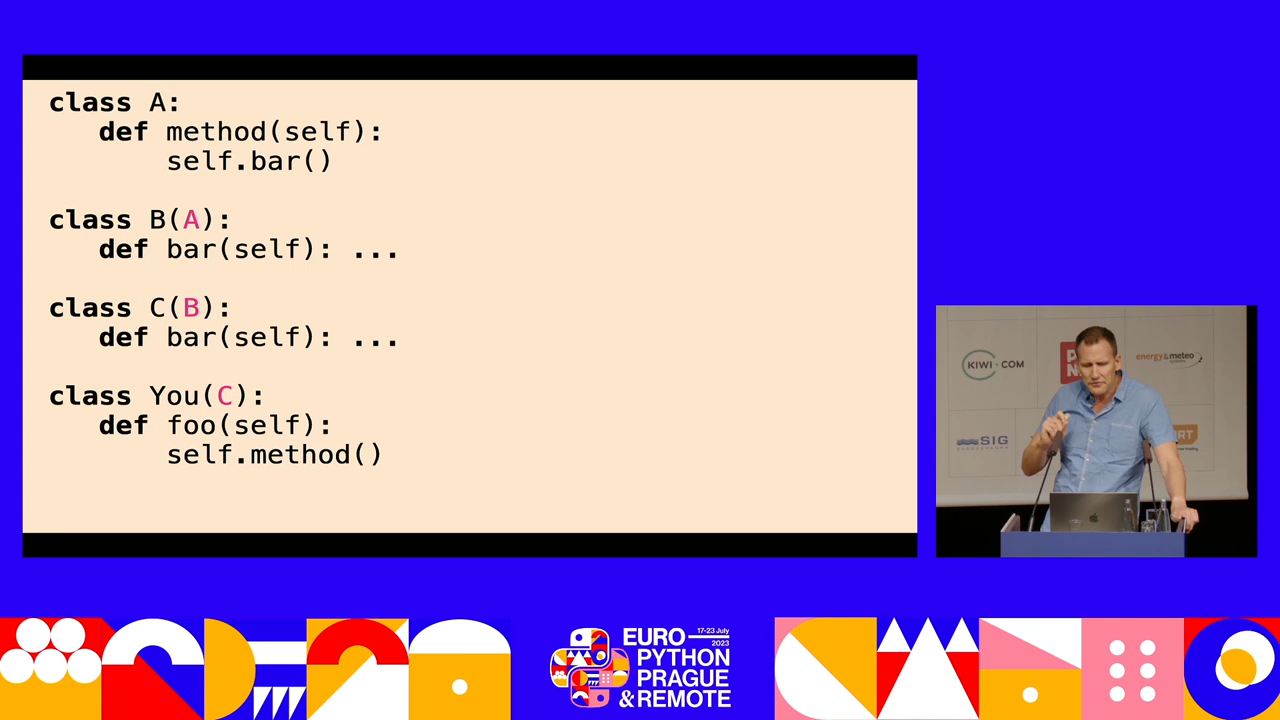 class A:
   def method(self):
       self.bar()
class B(A):
   def bar(self): ...
class C(B):
   def bar(self): ...
class You(C):
   def foo(self):
       self.method()
KIWI.COM
energy&meteo
systems
SIG
EURO
17-23 July
2023
PYTHON
PRAGUE
& REMOTE